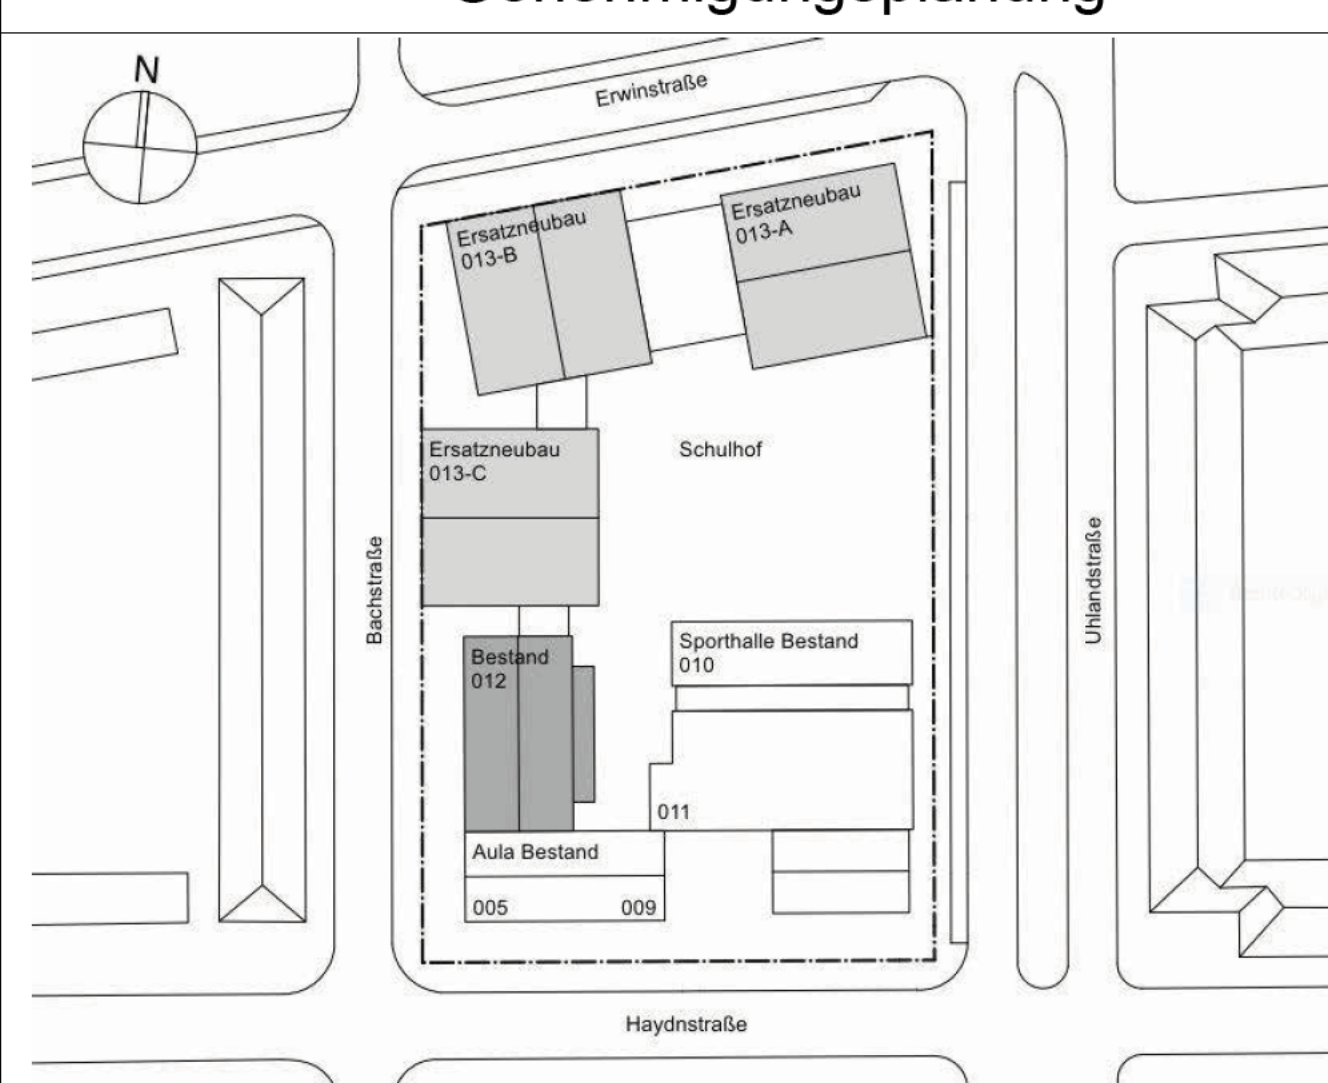 Genehmigungsplanung
N
Erwinstraße
Ersatzneubau
013-B
Ersatzneubau
013-A
Ersatzneubau
013-C
Schulhof
Bachstraße
Uhlandstraße
Bestand
012
Sporthalle Bestand
010
011
Aula Bestand
005 009
Haydnstraße